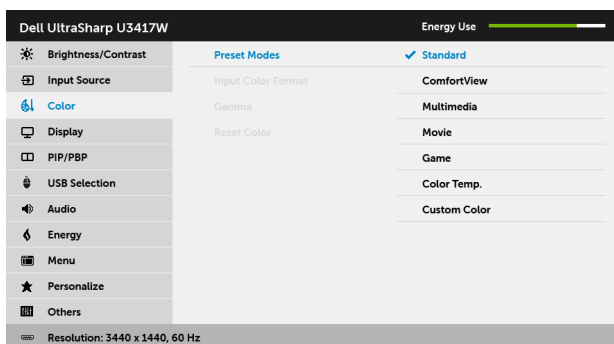 Dell UltraSharp U3417W
Energy Use
Brightness/Contrast
Preset Modes
Standard
Input Source
Input Color Format
ComfortView
Color
Gamma
Multimedia
Display
Reset Color
Movie
PIP/PBP
Game
USB Selection
Color Temp.
Audio
Custom Color
Energy
Menu
Personalize
Others
Resolution: 3440 x 1440, 60 Hz